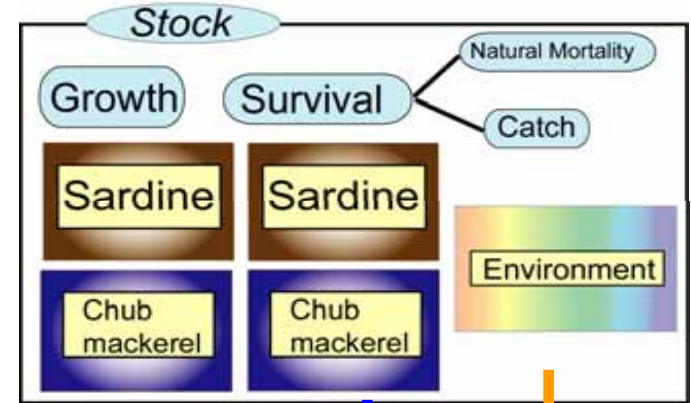 Stock
Natural Mortality
Growth
Survival
Catch
Sardine
Sardine
Environment
Chub
mackerel
Chub
mackerel